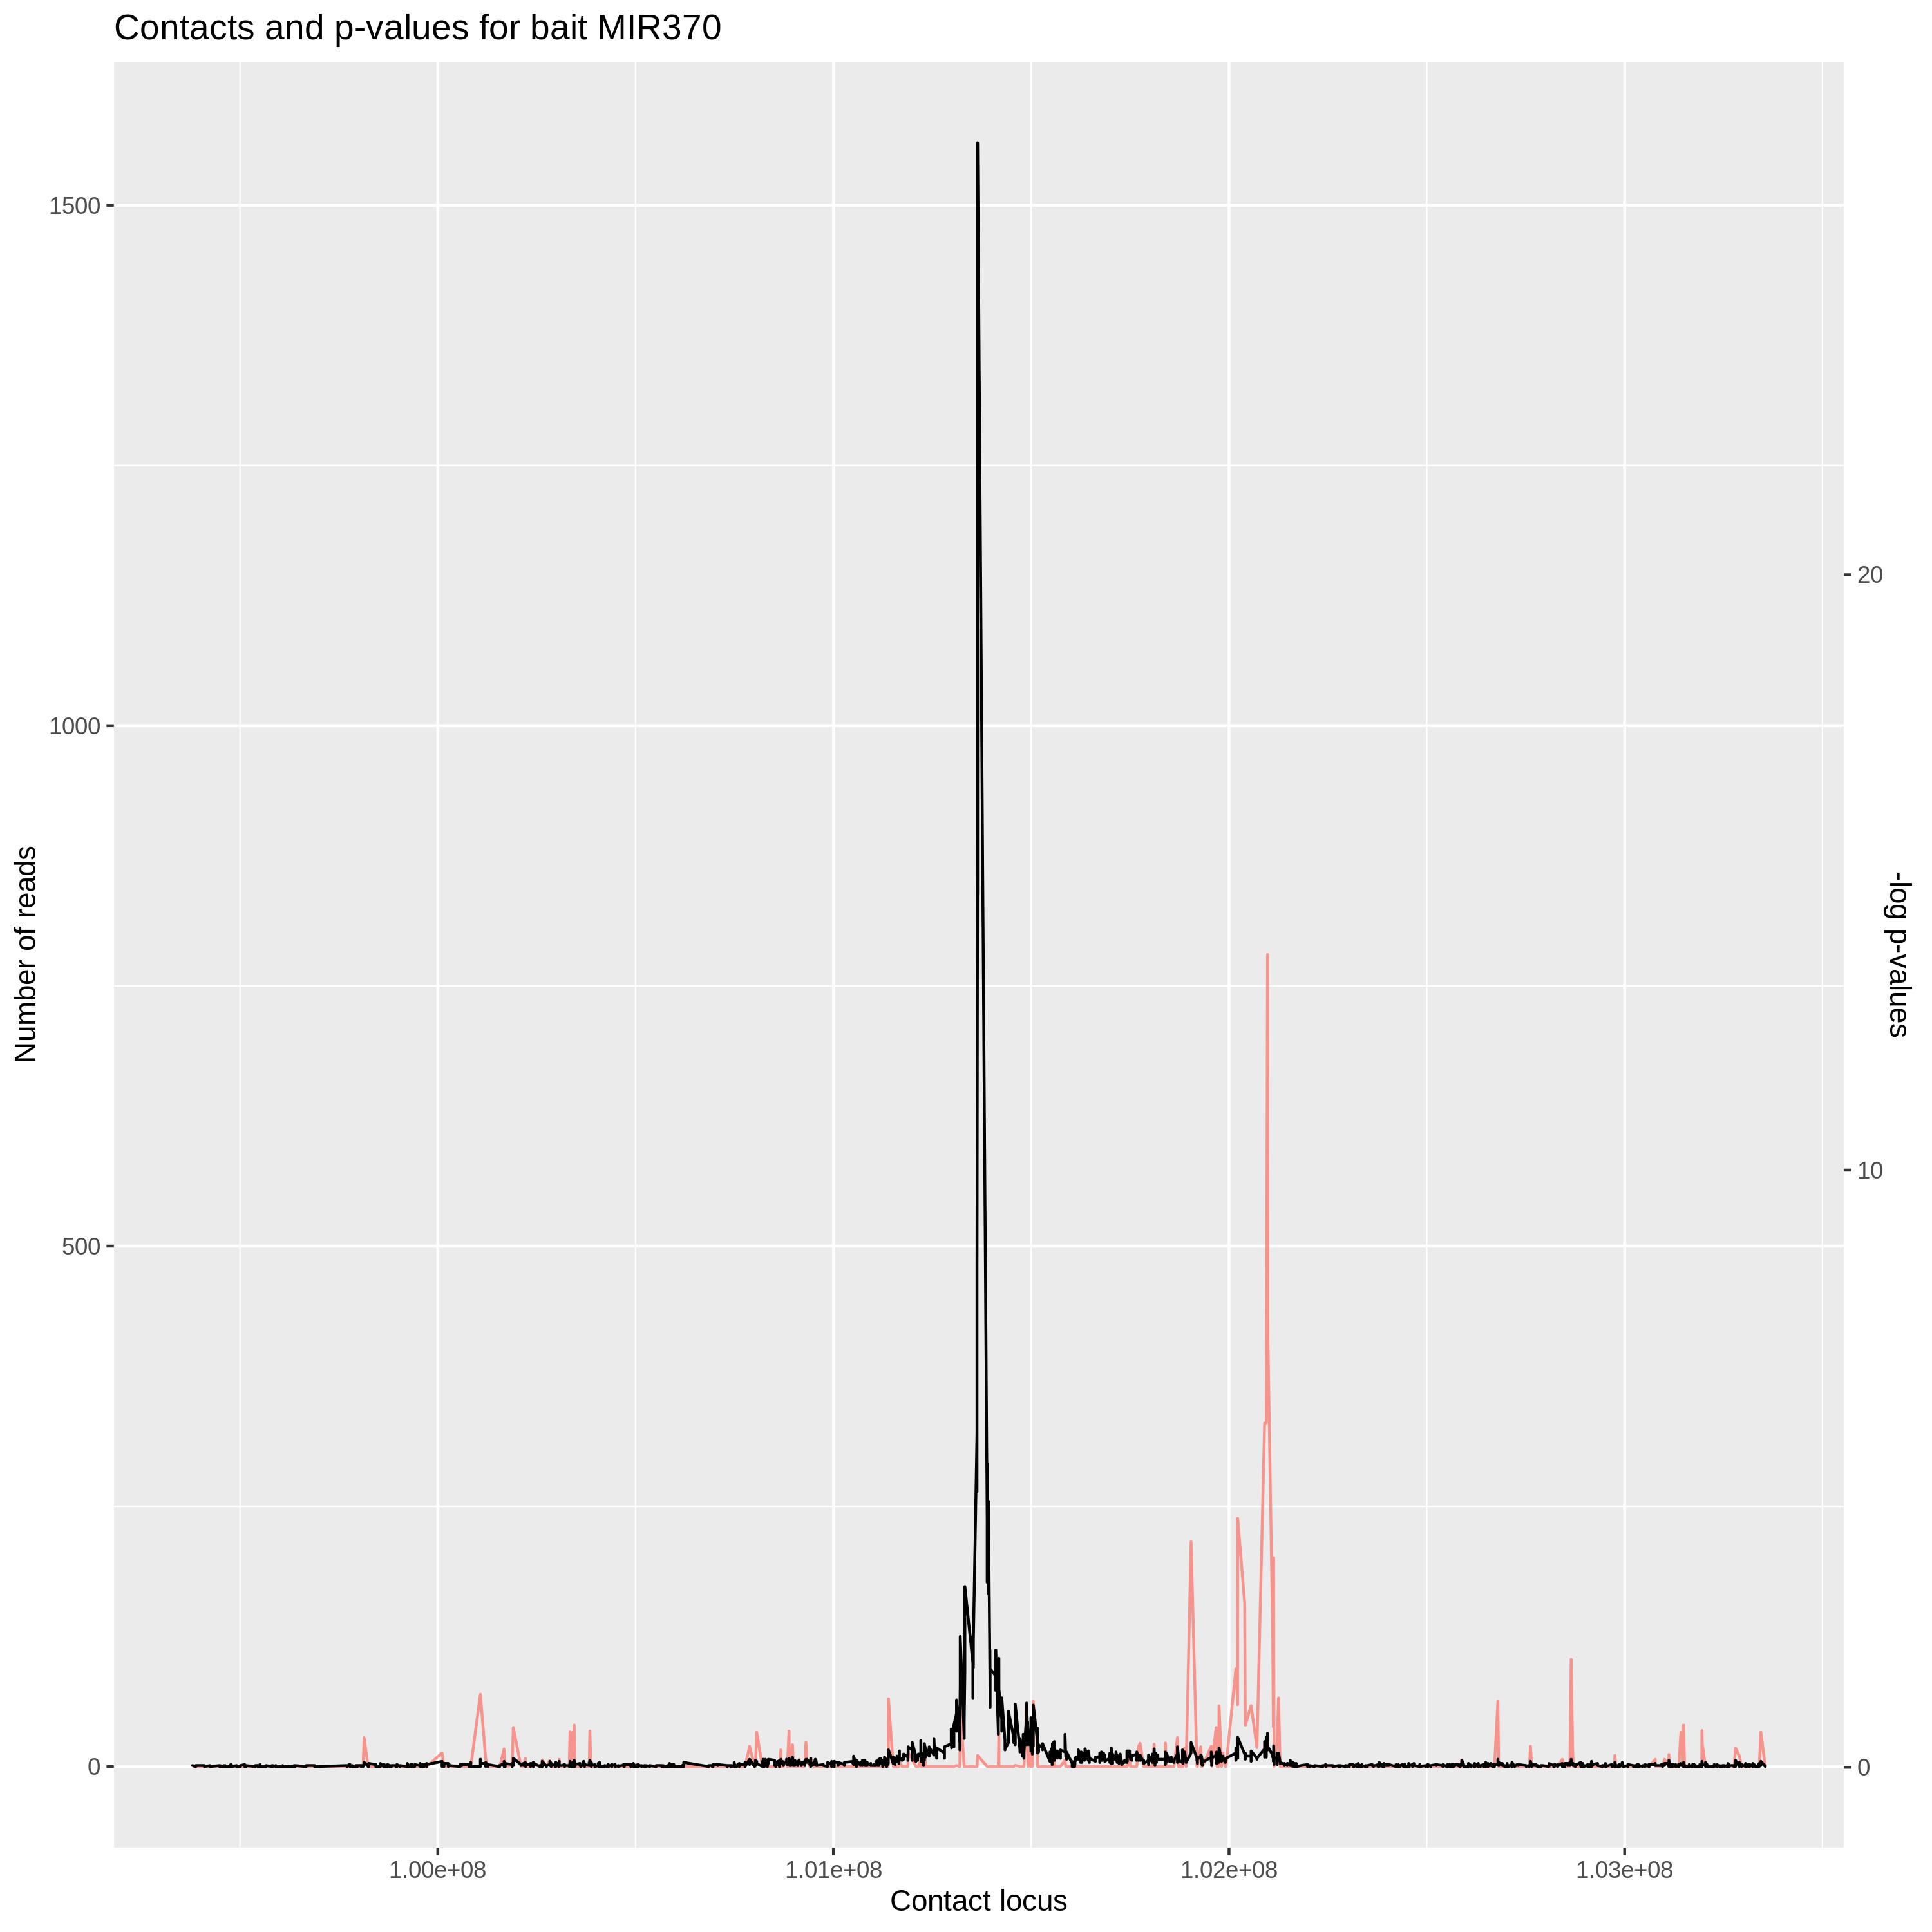 Contacts and p-values for bait MIR370
1500
1000
500
0
Number of reads
20
10
0
-log p-values
1.00e+08
1.01e+08
1.02e+08
1.03e+08
Contact locus